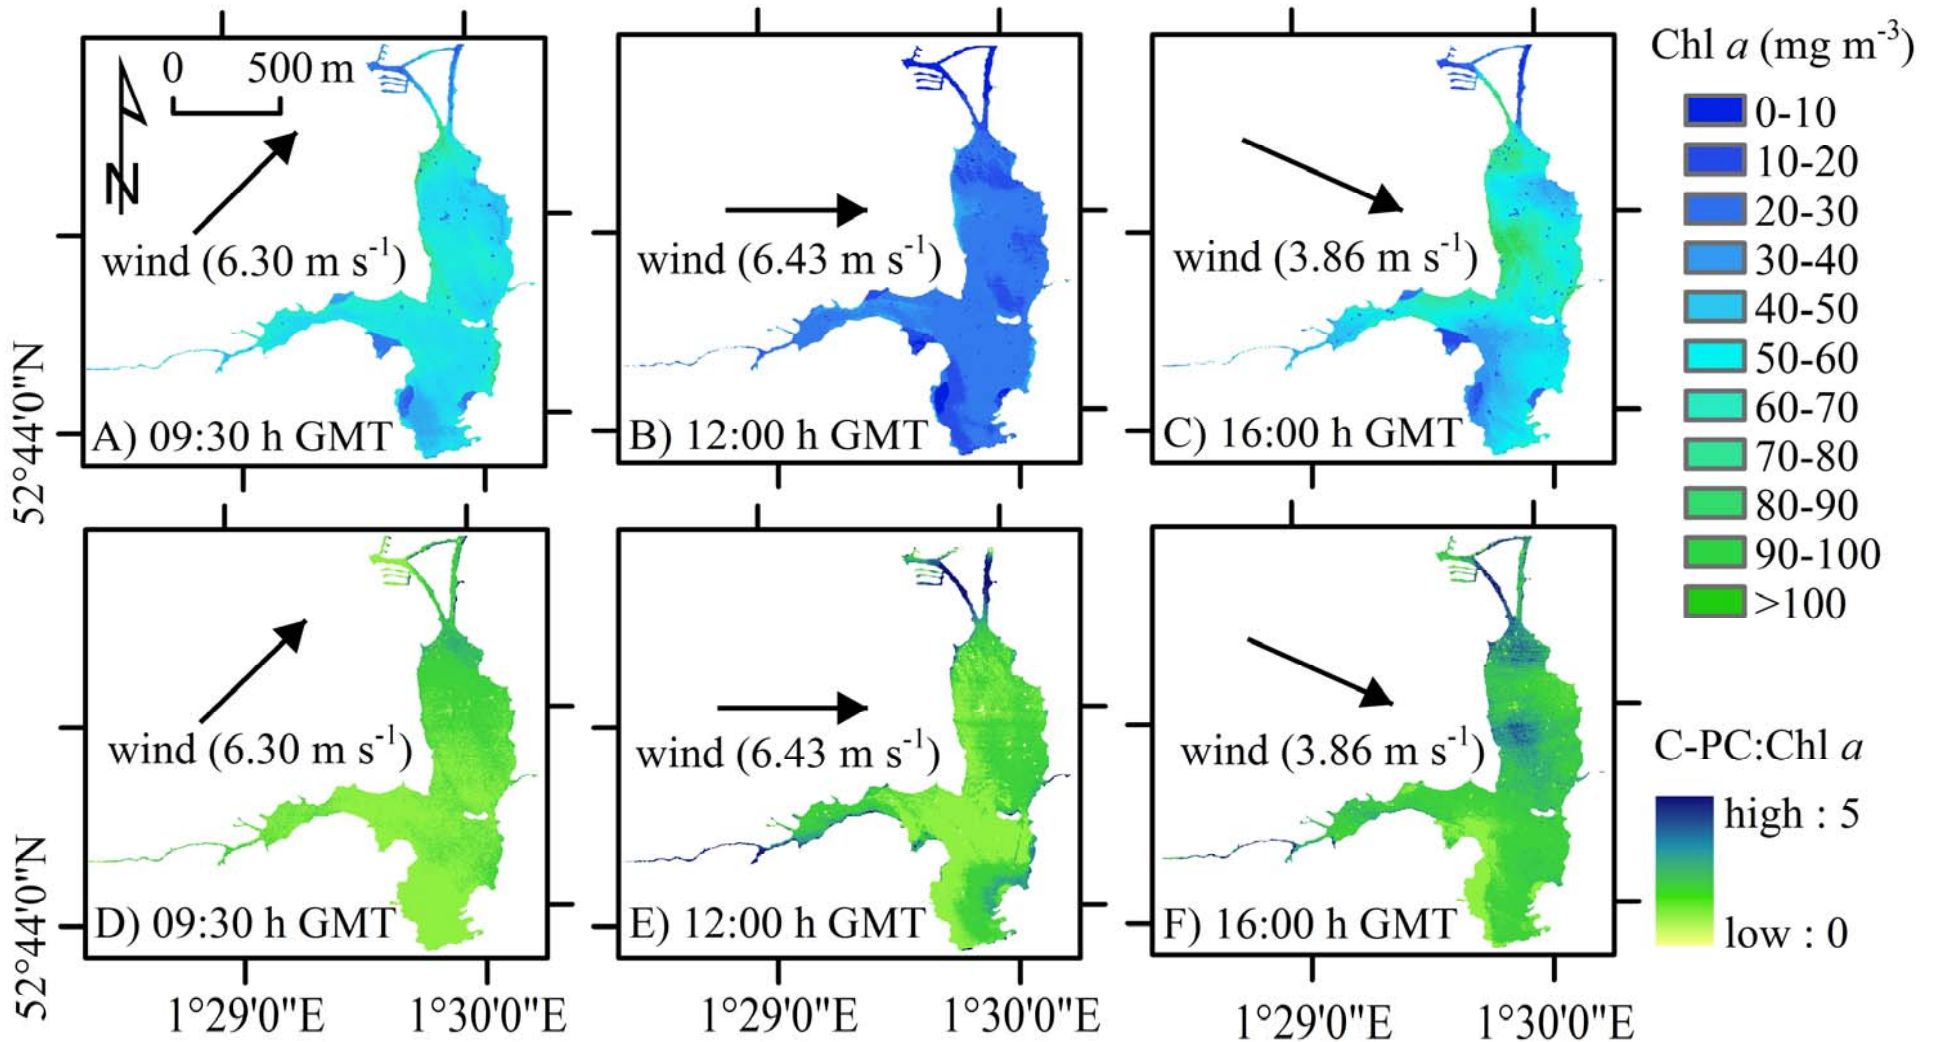 0 500 m
N
wind (6.30 m s-1)
A) 09:30 h GMT
wind (6.43 m s-1)
B) 12:00 h GMT
wind (3.86 m s-1)
C) 16:00 h GMT
Chl a (mg m-3)
0-10
10-20
20-30
30-40
40-50
50-60
60-70
70-80
80-90
90-100
>100
52°44'0"N
wind (6.30 m s-1)
D) 09:30 h GMT
wind (6.43 m s-1)
E) 12:00 h GMT
wind (3.86 m s-1)
F) 16:00 h GMT
C-PC:Chl a
high : 5
low : 0
52°44'0"N
1°29'0"E 1°30'0"E 1°29'0"E 1°30'0"E 1°29'0"E 1°30'0"E